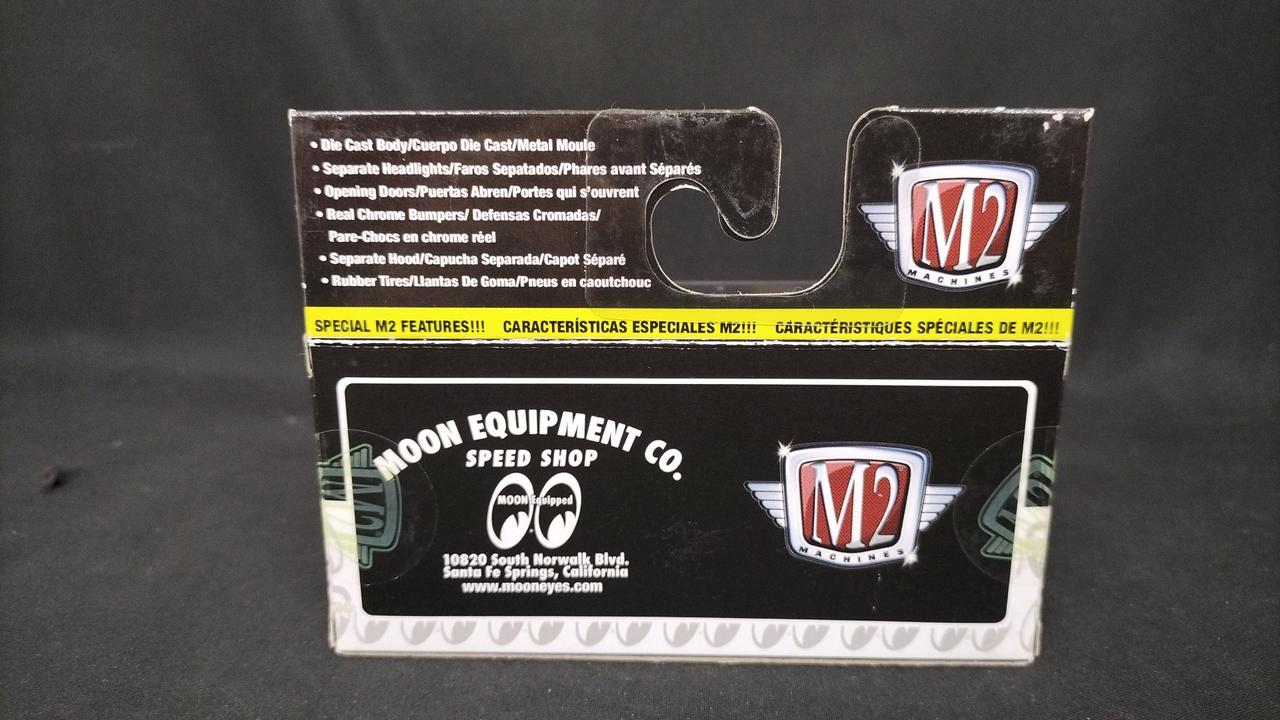 • Die Cast Body/Cuerpo Die Cast/Metal Moule
• Separate Headlights/Faros Sepatados/Phares avant Séparés
• Opening Doors/Puertas Abren/Portes qui s'ouvrent
• Real Chrome Bumpers/ Defensas Cromadas/
Pare-Chocs en chrome réel
• Separate Hood/Capucha Separada/Capot Séparé
• Rubber Tires/Llantas De Goma/Pneus en caoutchouc
M2
MACHINES
SPECIAL M2 FEATURES!!! CARACTERÍSTICAS ESPECIALES M2!!! CARACTÉRISTIQUES SPÉCIALES DE M2!!!
MOON EQUIPMENT CO.
SPEED SHOP
MOON Equipped
10820 South Norwalk Blvd.
Santa Fe Springs, California
www.mooneyes.com
M2
MACHINES